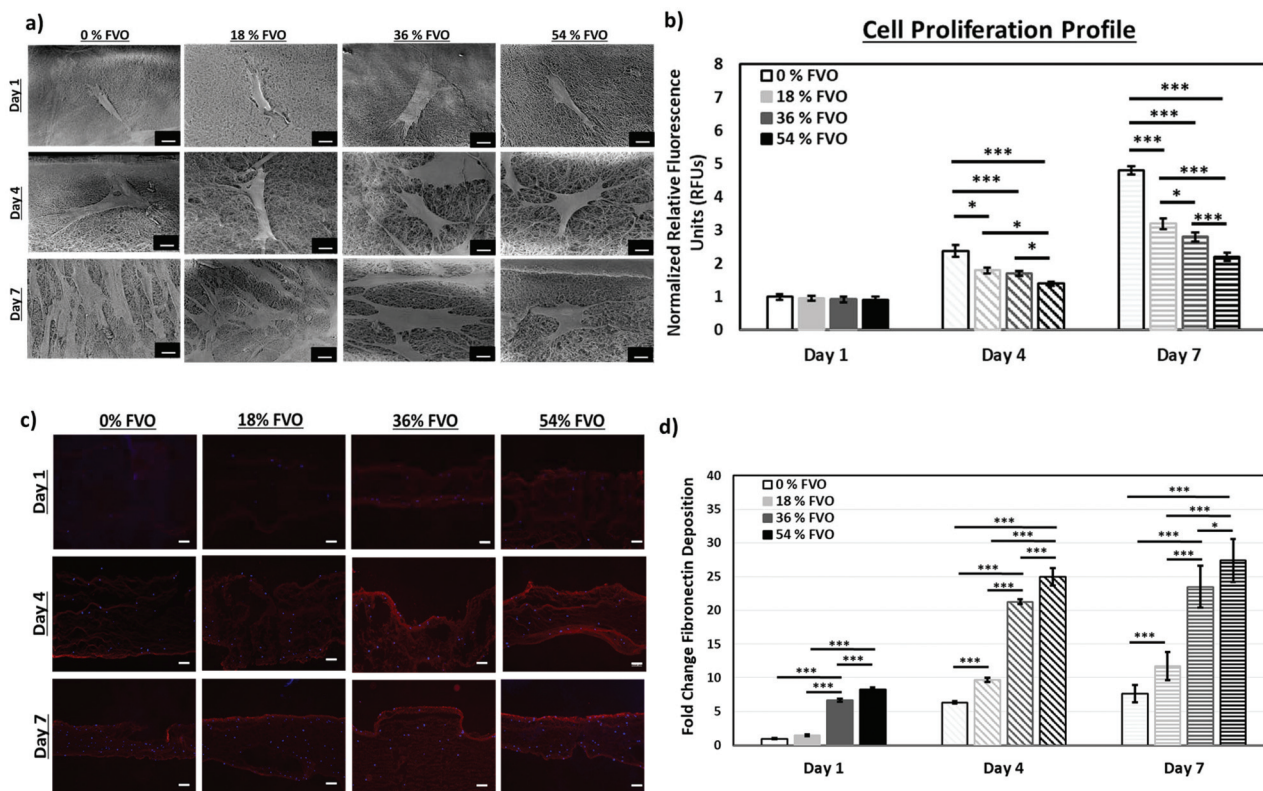 a)
0 % FVO 18 % FVO 36 % FVO 54 % FVO
Day 1
Day 4
Day 7
b)
Cell Proliferation Profile
Normalized Relative Fluorescence
Units (RFUs)
8
7
6
5
4
3
2
1
0
0 % FVO
18 % FVO
36 % FVO
54 % FVO
***
***
*
*
*
***
***
***
***
*
***
Day 1 Day 4 Day 7
c)
0% FVO 18% FVO 36% FVO 54% FVO
Day 1
Day 4
Day 7
d)
Fold Change Fibronectin Deposition
40
35
30
25
20
15
10
5
0
0 % FVO
18 % FVO
36 % FVO
54 % FVO
***
***
***
***
***
***
***
***
***
***
***
***
*
***
***
***
Day 1 Day 4 Day 7